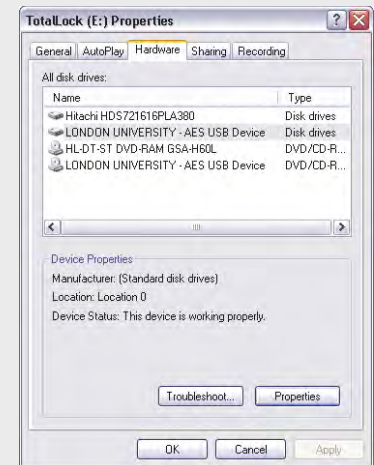 TotalLock (E:) Properties
General AutoPlay Hardware Sharing Recording
All disk drives:
Name Type
Hitachi HDS721616PLA380 Disk drives
LONDON UNIVERSITY - AES USB Device Disk drives
HL-DT-ST DVD-RAM GSA-H60L DVD/CD-R...
LONDON UNIVERSITY - AES USB Device DVD/CD-R...
Device Properties
Manufacturer: (Standard disk drives)
Location: Location 0
Device Status: This device is working properly.
Troubleshoot... Properties
OK Cancel Apply